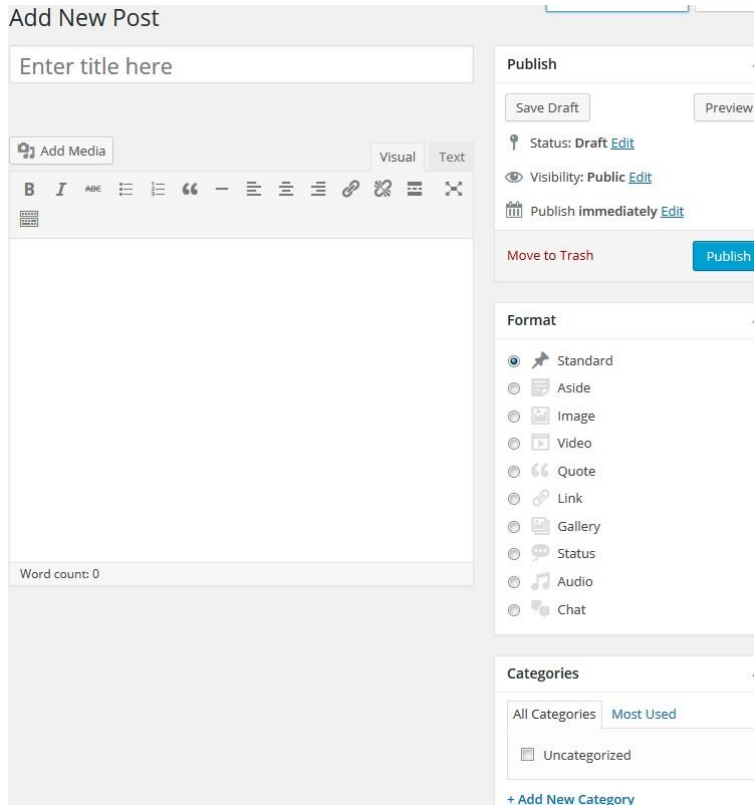 Add New Post
Enter title here
Add Media
Visual Text
B I ABC
Word count: 0
Publish
Save Draft Preview
Status: Draft Edit
Visibility: Public Edit
Publish immediately Edit
Move to Trash Publish
Format
Standard
Aside
Image
Video
Quote
Link
Gallery
Status
Audio
Chat
Categories
All Categories Most Used
Uncategorized
+ Add New Category